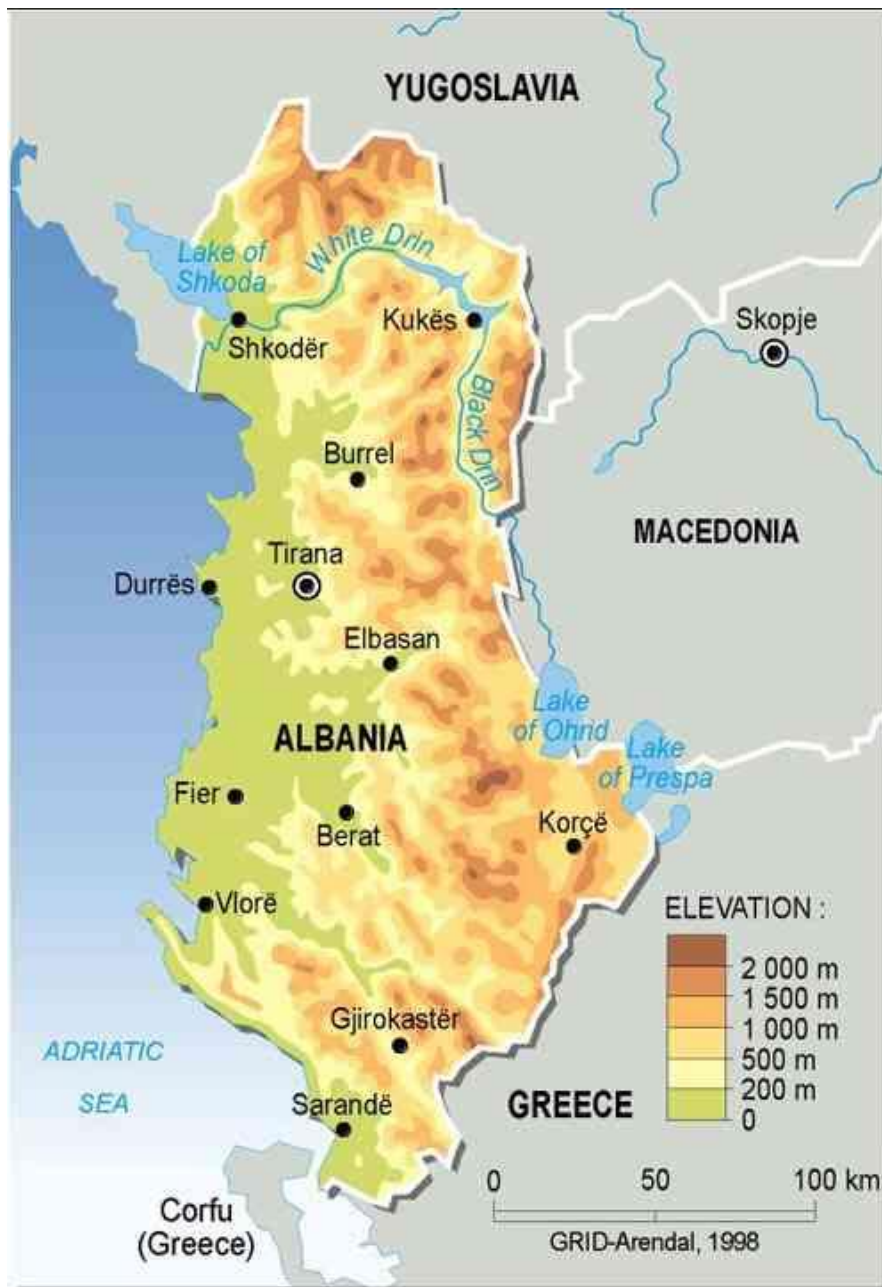 YUGOSLAVIA
Lake of
Shkoda
White Drin
Kukës
Shkodër
Skopje
Black Drin
Burrel
MACEDONIA
Tirana
Durrës
Elbasan
Lake
of Ohrid
ALBANIA
Lake
of Prespa
Fier
Berat
Korçë
Vlorë
ELEVATION :
2 000 m
1 500 m
1 000 m
500 m
200 m
0
Gjirokastër
ADRIATIC
SEA
Sarandë
GREECE
0 50 100 km
Corfu
(Greece)
GRID-Arendal, 1998